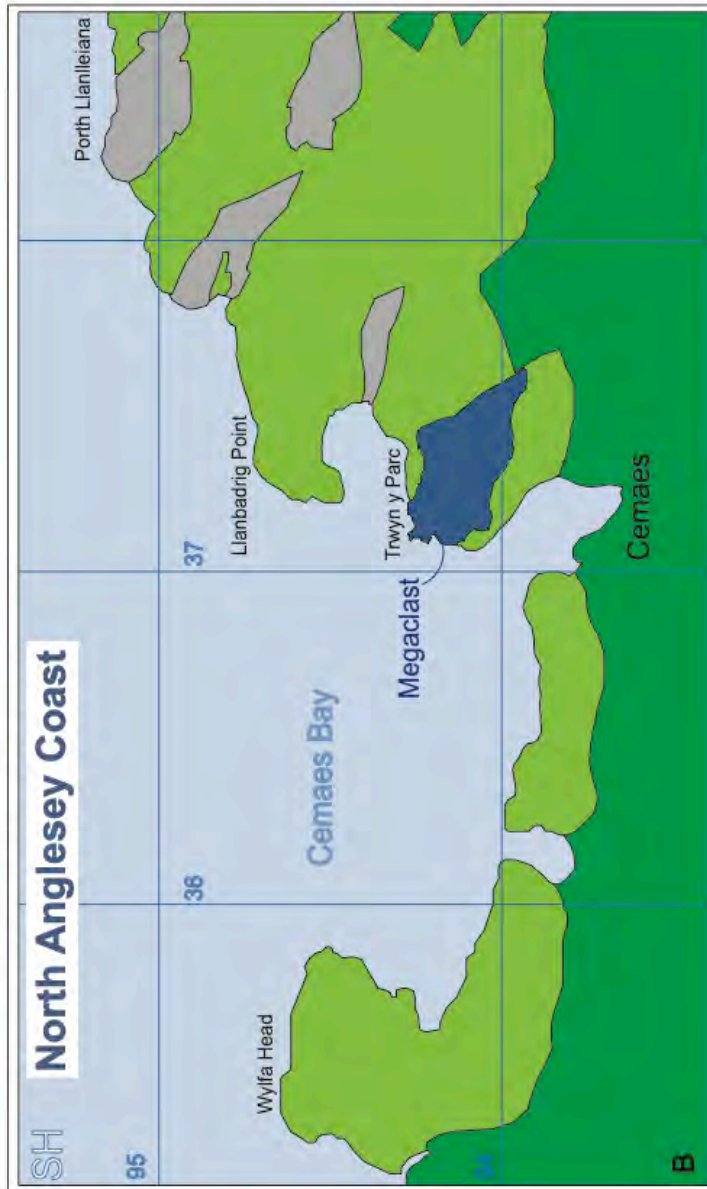 SH
North Anglesey Coast
Porth Llanlleiana
95
Wylfa Head
36
37
Llanbadrig Point
Cemaes Bay
Trwyn y Parc
Megaclast
94
Cemaes
B